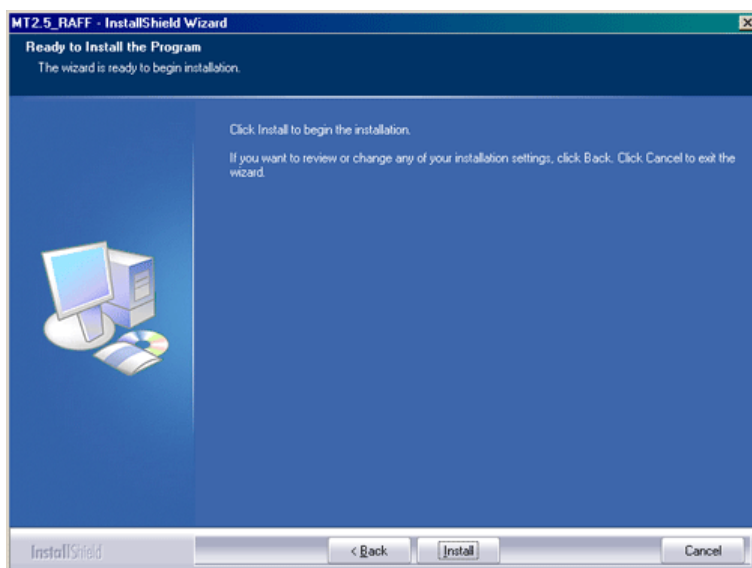 MT2.5_RAFF - InstallShield Wizard
Ready to Install the Program
The wizard is ready to begin installation.
Click Install to begin the installation.
If you want to review or change any of your installation settings, click Back. Click Cancel to exit the
wizard.
InstallShield
< Back
Install
Cancel